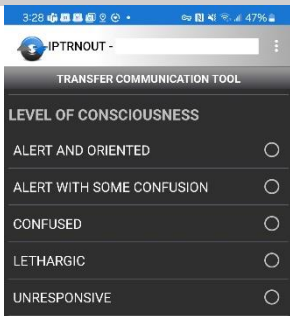 3:28 47%
IPTRNOUT -
TRANSFER COMMUNICATION TOOL
LEVEL OF CONSCIOUSNESS
ALERT AND ORIENTED
ALERT WITH SOME CONFUSION
CONFUSED
LETHARGIC
UNRESPONSIVE